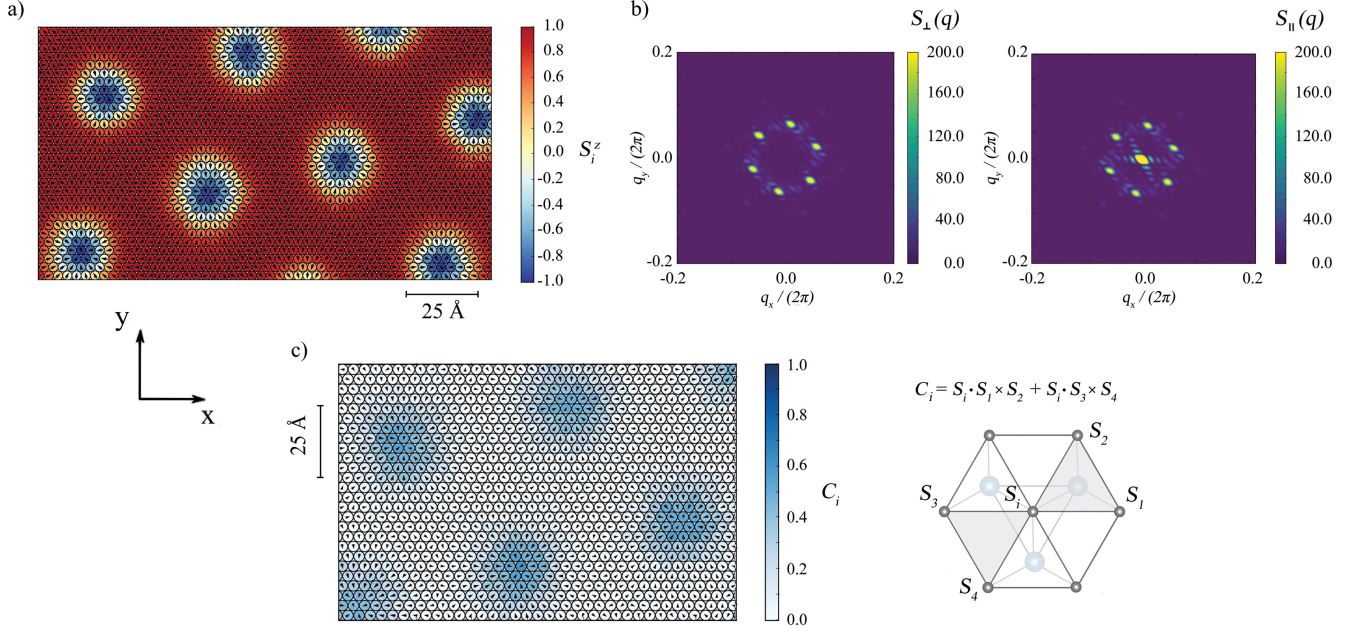 a)
1.0
0.8
0.6
0.4
0.2
0.0
-0.2
-0.4
-0.6
-0.8
-1.0
S_i^z
25 Å
b)
S_⊥(q)
0.2
0.0
-0.2
q_y / (2π)
-0.2
0.0
0.2
q_x / (2π)
200.0
160.0
120.0
80.0
40.0
0.0
S_∥(q)
0.2
0.0
-0.2
q_y / (2π)
-0.2
0.0
0.2
q_x / (2π)
200.0
160.0
120.0
80.0
40.0
0.0
y
x
c)
25 Å
1.0
0.8
0.6
0.4
0.2
0.0
C_i
C_i = S_i · S_1 × S_2 + S_i · S_3 × S_4
S_2
S_3
S_i
S_1
S_4